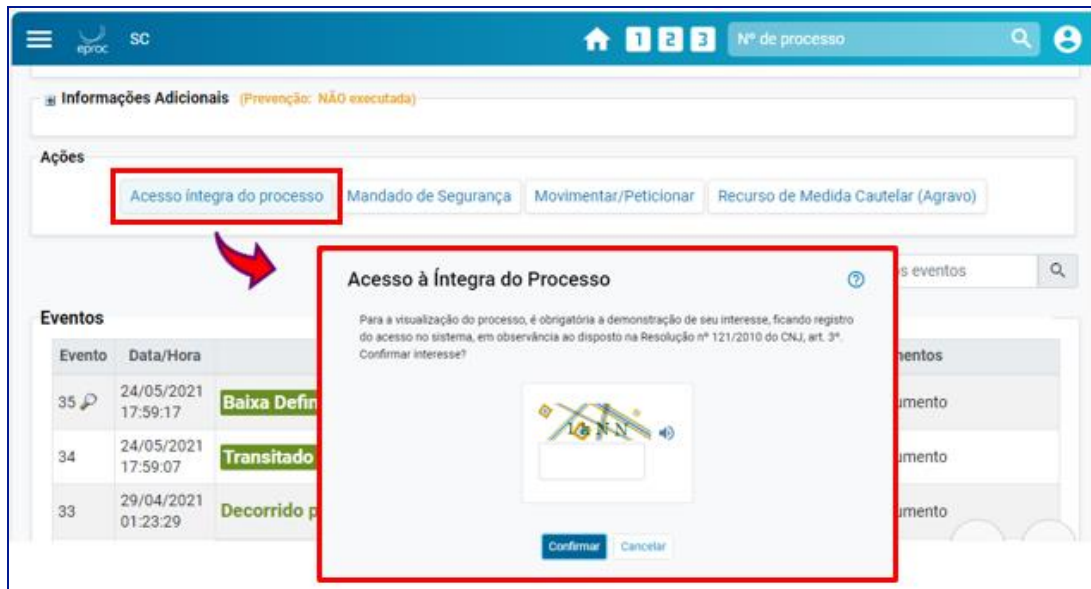 eproc SC 1 2 3 Nº de processo
Informações Adicionais (Prevenção: NÃO executada)
Ações
Acesso íntegra do processo Mandado de Segurança Movimentar/Peticionar Recurso de Medida Cautelar (Agravo)
s eventos
Acesso à Íntegra do Processo
Para a visualização do processo, é obrigatória a demonstração de seu interesse, ficando registro
do acesso no sistema, em observância ao disposto na Resolução nº 121/2010 do CNJ, art. 3º.
Confirmar interesse?
Confirmar Cancelar
Eventos
Evento Data/Hora mentos
35 24/05/2021 17:59:17 Baixa Defin umento
34 24/05/2021 17:59:07 Transitado umento
33 29/04/2021 01:23:29 Decorrido p umento